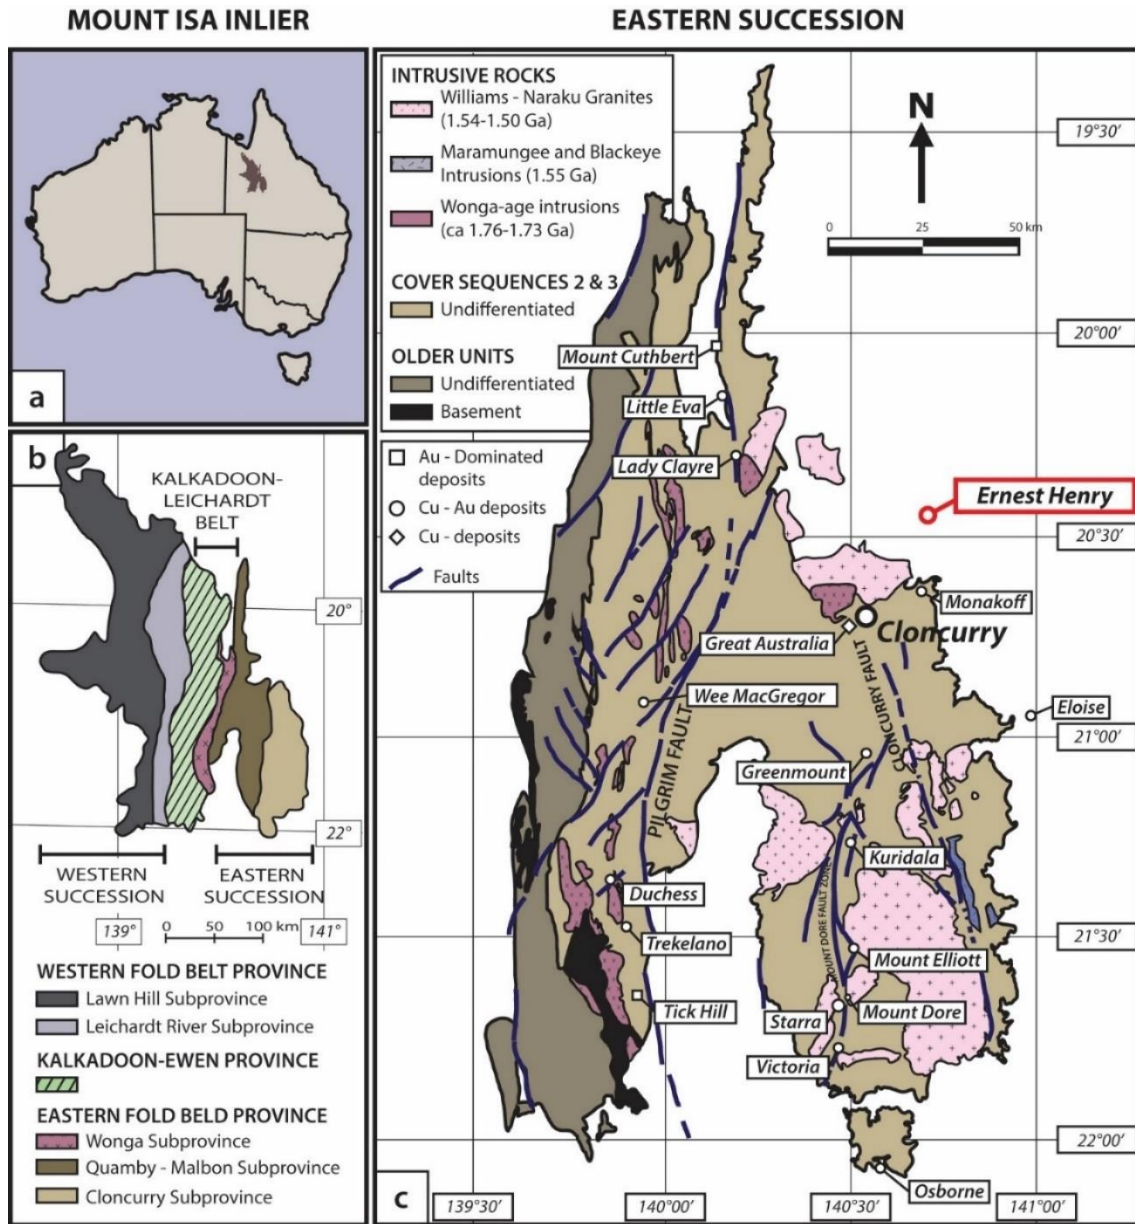 MOUNT ISA INLIER
EASTERN SUCCESSION
a
b
KALKADOON-
LEICHARDT
BELT
20°
22°
WESTERN
SUCCESSION
EASTERN
SUCCESSION
139°
0 50 100 km
141°
WESTERN FOLD BELT PROVINCE
Lawn Hill Subprovince
Leichardt River Subprovince
KALKADOON-EWEN PROVINCE
EASTERN FOLD BELD PROVINCE
Wonga Subprovince
Quamby - Malbon Subprovince
Cloncurry Subprovince
INTRUSIVE ROCKS
Williams - Naraku Granites
(1.54-1.50 Ga)
Maramungee and Blackeye
Intrusions (1.55 Ga)
Wonga-age intrusions
(ca 1.76-1.73 Ga)
COVER SEQUENCES 2 & 3
Undifferentiated
OLDER UNITS
Undifferentiated
Basement
Au - Dominated
deposits
Cu - Au deposits
Cu - deposits
Faults
N
0 25 50 km
19°30'
20°00'
20°30'
21°00'
21°30'
22°00'
Mount Cuthbert
Little Eva
Lady Clayre
Ernest Henry
Monakoff
Cloncurry
Great Australia
CLONCURRY FAULT
Wee MacGregor
Eloise
Greenmount
PILGRIM FAULT
Kuridala
Duchess
MOUNT DORE FAULT ZONE
Trekelano
Mount Elliott
Tick Hill
Starra
Mount Dore
Victoria
Osborne
c
139°30'
140°00'
140°30'
141°00'